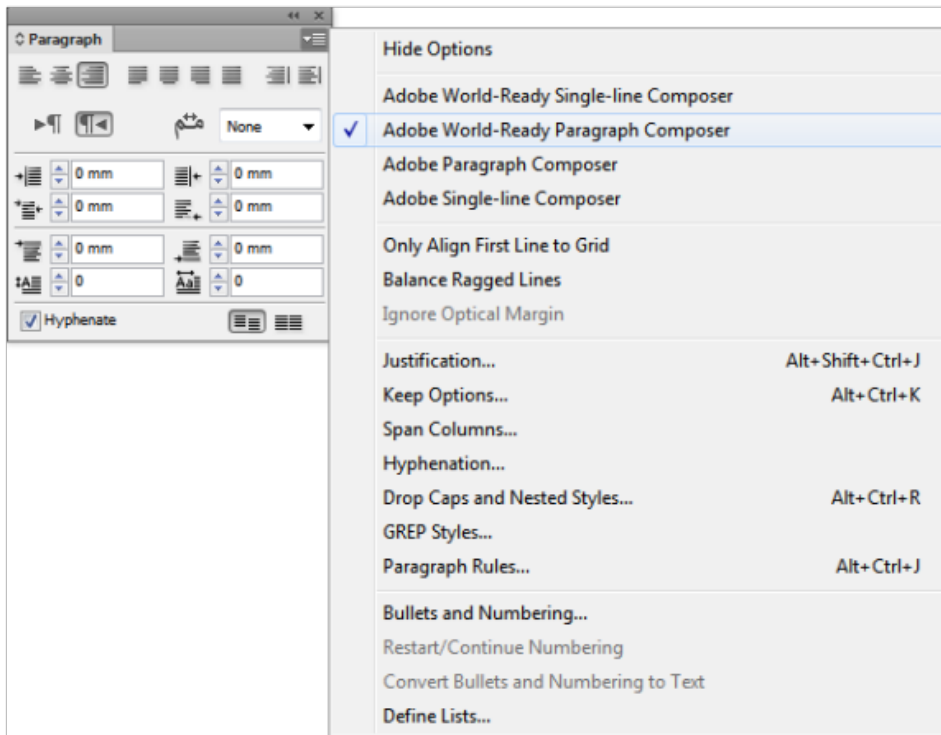 Paragraph
None
0 mm
0 mm
0 mm
0 mm
0 mm
0 mm
0
0
Hyphenate
Hide Options
Adobe World-Ready Single-line Composer
Adobe World-Ready Paragraph Composer
Adobe Paragraph Composer
Adobe Single-line Composer
Only Align First Line to Grid
Balance Ragged Lines
Ignore Optical Margin
Justification... Alt+Shift+Ctrl+J
Keep Options... Alt+Ctrl+K
Span Columns...
Hyphenation...
Drop Caps and Nested Styles... Alt+Ctrl+R
GREP Styles...
Paragraph Rules... Alt+Ctrl+J
Bullets and Numbering...
Restart/Continue Numbering
Convert Bullets and Numbering to Text
Define Lists...